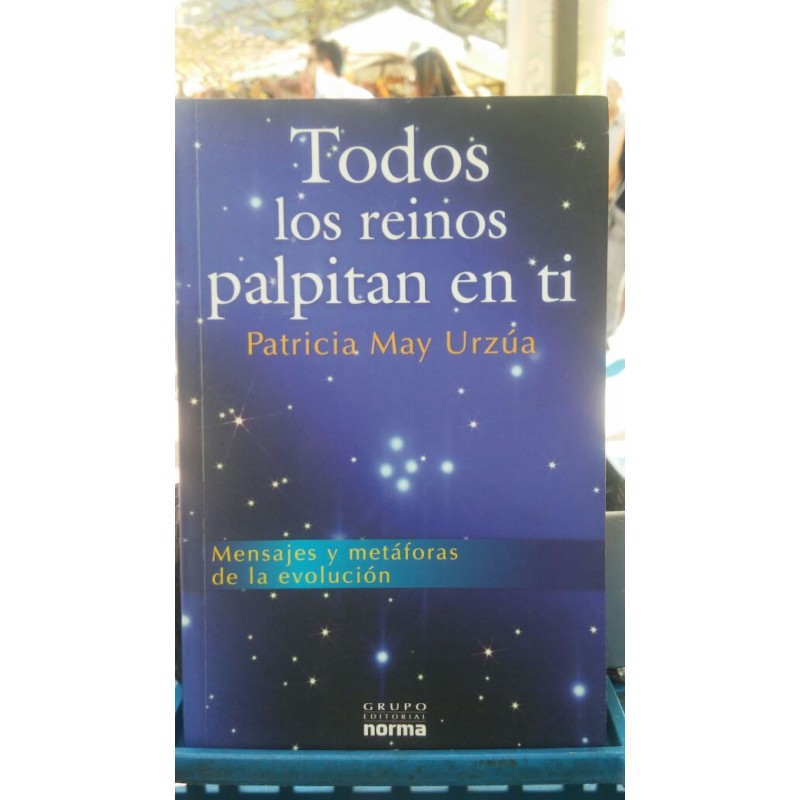 Todos
los reinos
palpitan en ti
Patricia May Urzúa
Mensajes y metáforas
de la evolución
GRUPO
EDITORIAL
norma